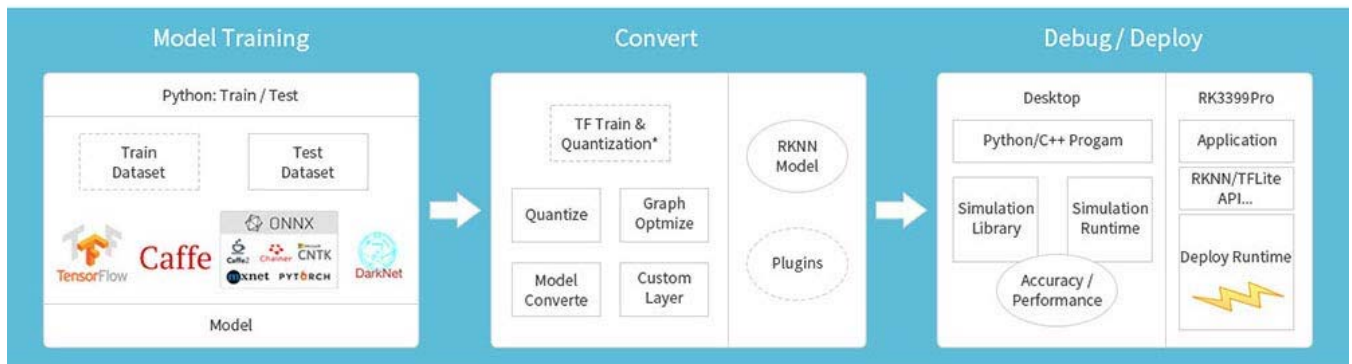 Model Training
Python: Train / Test
Train
Dataset
Test
Dataset
TensorFlow
Caffe
ONNX
Caffe2
Chainer
Microsoft
CNTK
mxnet
PYTORCH
DarkNet
Model
Convert
TF Train &
Quantization*
Quantize
Graph
Optmize
Model
Converte
Custom
Layer
RKNN
Model
Plugins
Debug / Deploy
Desktop
Python/C++ Progam
Simulation
Library
Simulation
Runtime
Accuracy /
Performance
RK3399Pro
Application
RKNN/TFLite
API...
Deploy Runtime